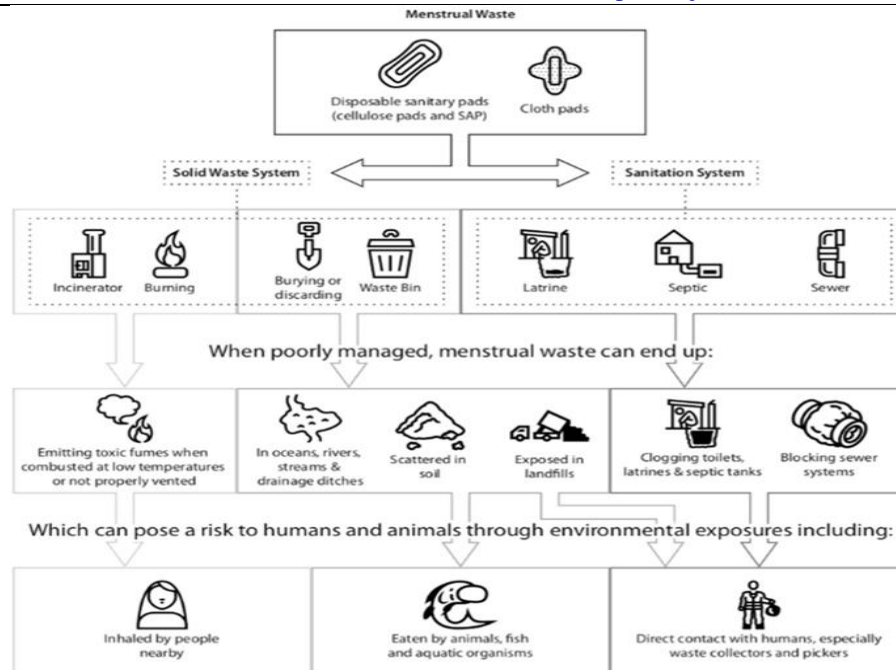 Menstrual Waste
Disposable sanitary pads
(cellulose pads and SAP)
Cloth pads
Solid Waste System
Sanitation System
Incinerator
Burning
Burying or
discarding
Waste Bin
Latrine
Septic
Sewer
When poorly managed, menstrual waste can end up:
Emitting toxic fumes when
combusted at low temperatures
or not properly vented
In oceans, rivers,
streams &
drainage ditches
Scattered in
soil
Exposed in
landfills
Clogging toilets,
latrines & septic tanks
Blocking sewer
systems
Which can pose a risk to humans and animals through environmental exposures including:
Inhaled by people
nearby
Eaten by animals, fish
and aquatic organisms
Direct contact with humans, especially
waste collectors and pickers